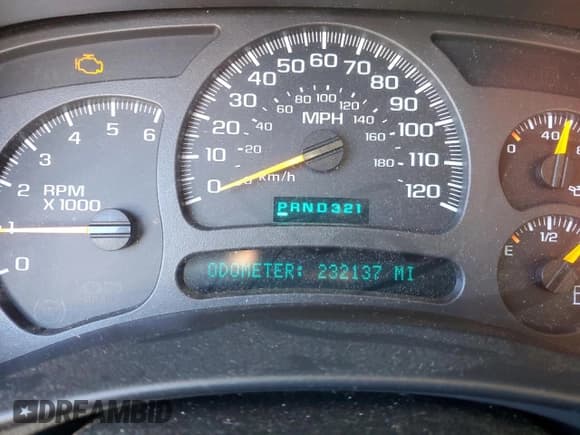 0 1 2 3 4 5 6
RPM
X 1000
0 10 20 30 40 50 60 70 80 90 100 110 120
20 40 60 80 100 120 140 160 180
MPH
km/h
PRND321
ODOMETER: 232137 MI
0 40
E 1/2
DREAMBID